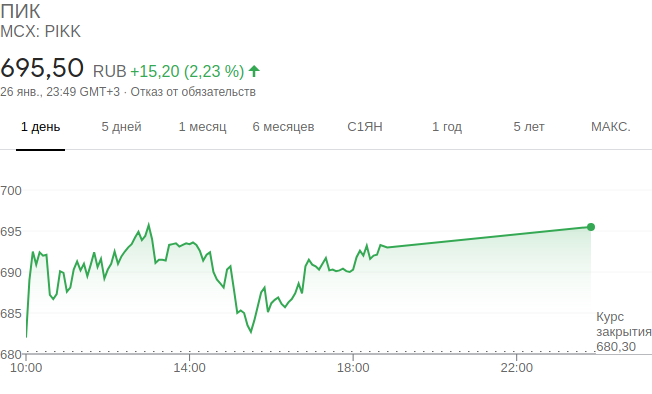 ПИК
MCX: PIKK
695,50 RUB +15,20 (2,23 %)
26 янв., 23:49 GMT+3 · Отказ от обязательств
1 день 5 дней 1 месяц 6 месяцев С1ЯН 1 год 5 лет МАКС.
700
695
690
685
Курс
закрытия
680,30
680
10:00 14:00 18:00 22:00